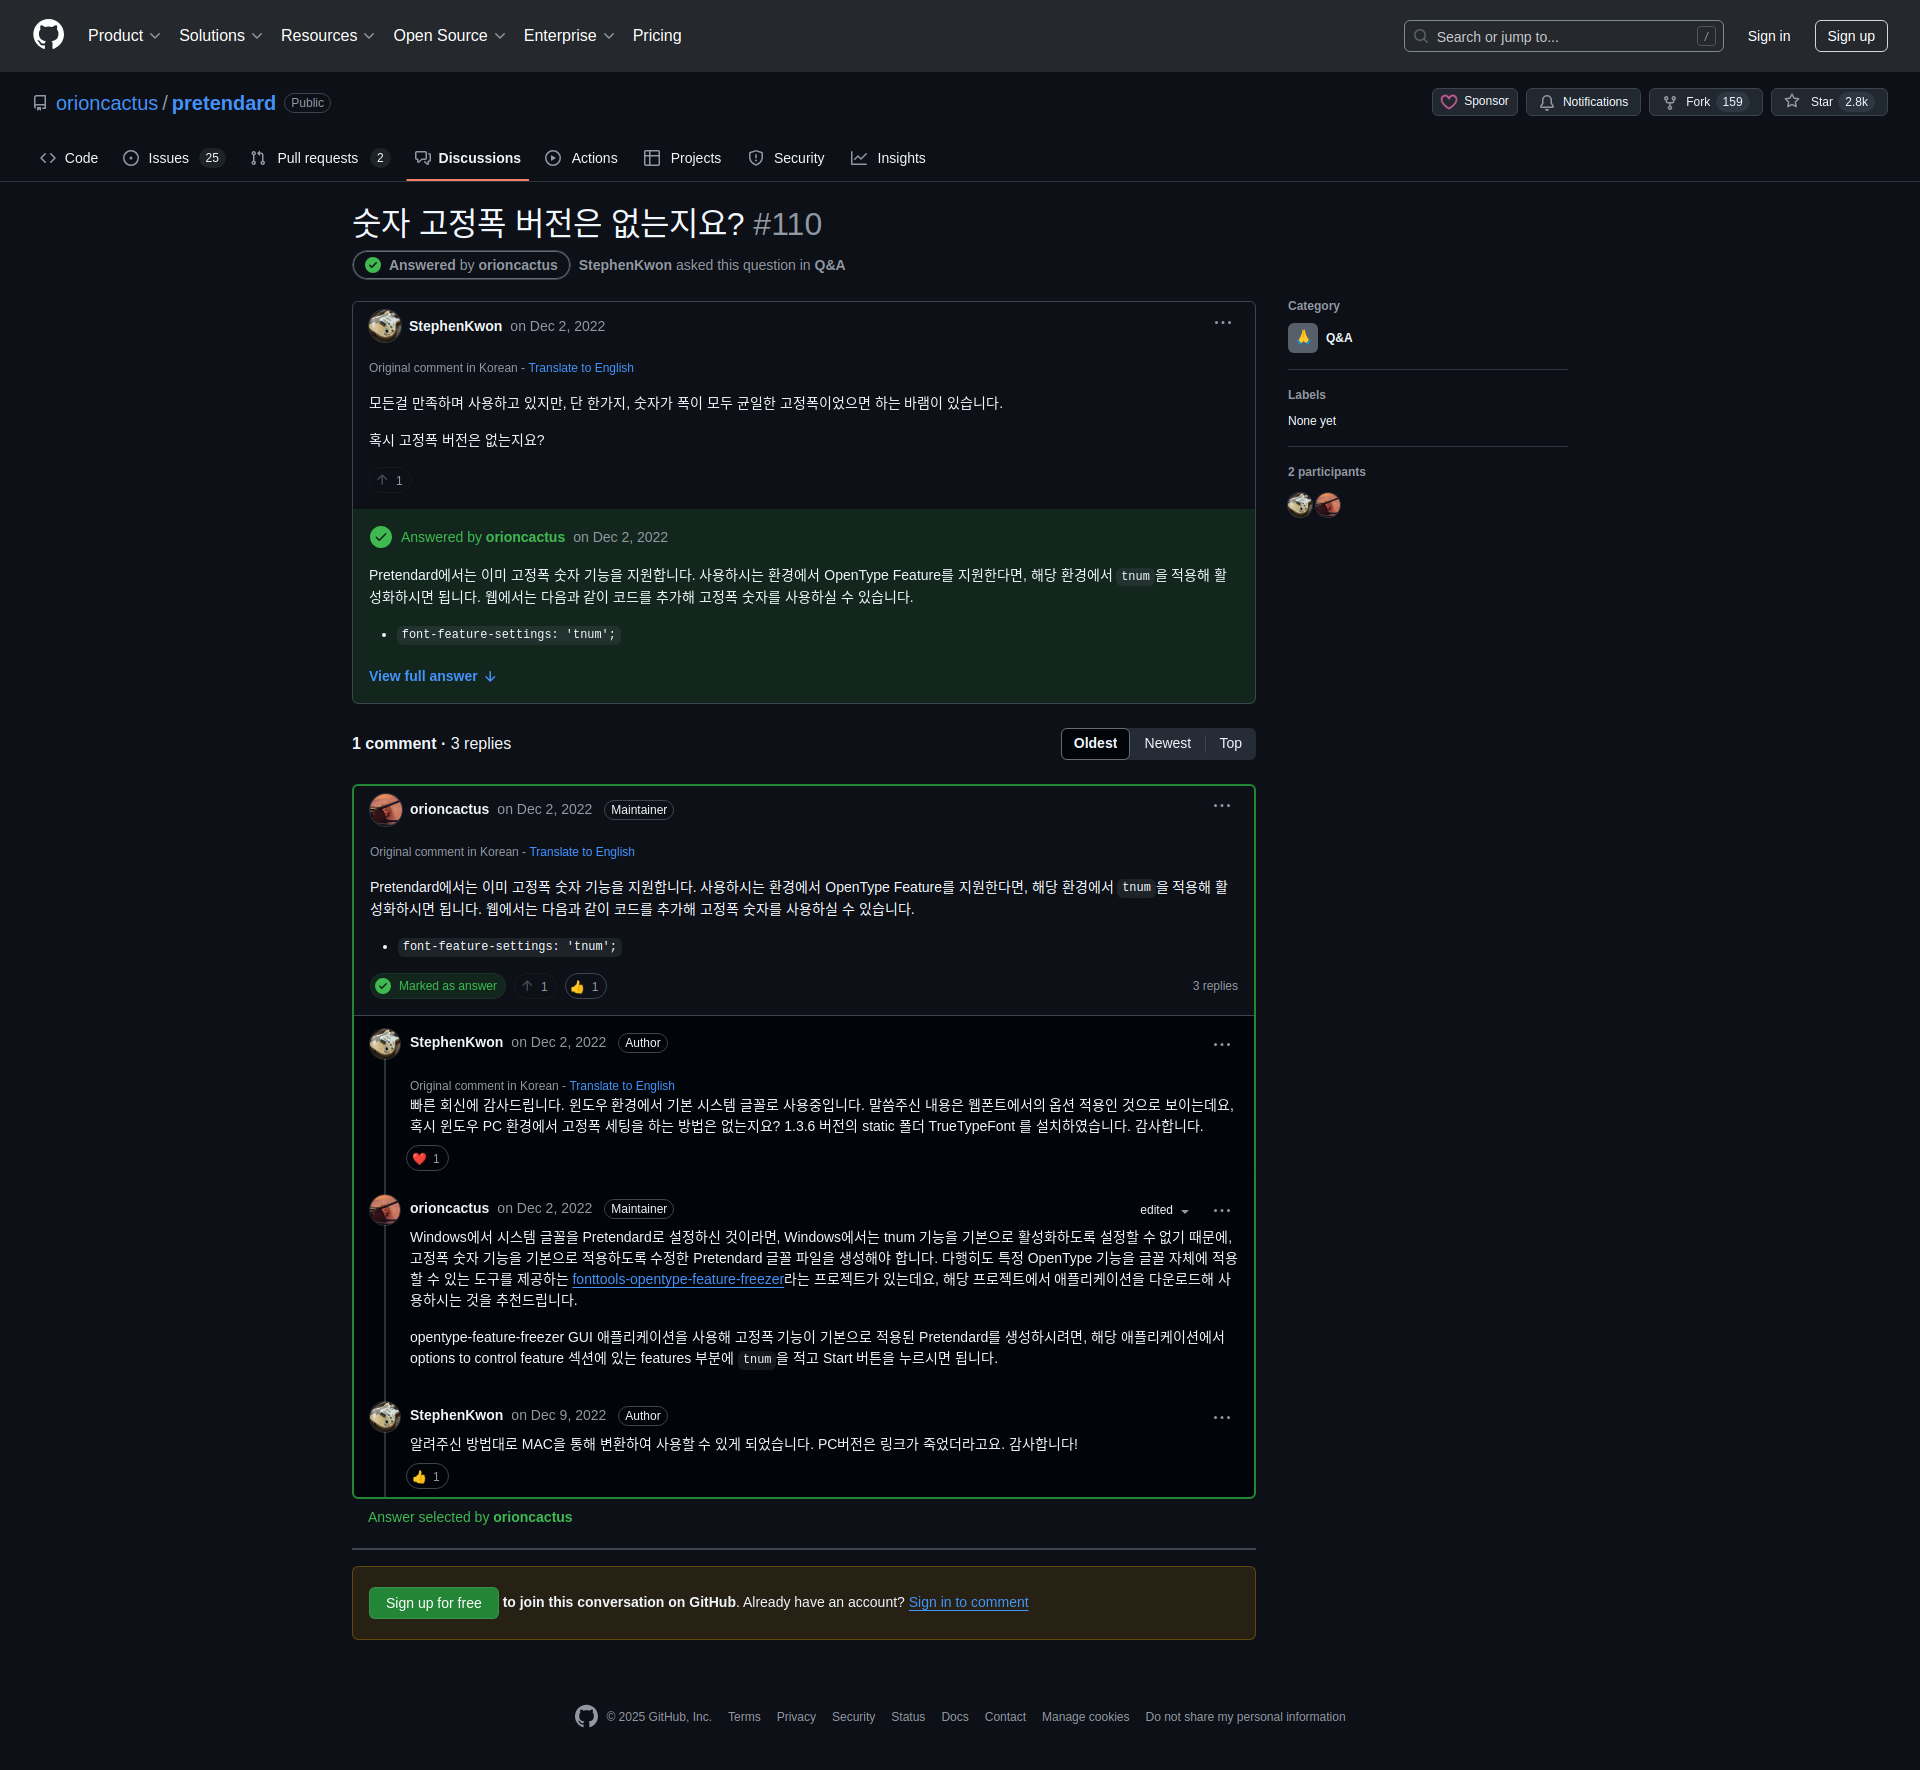 Product Solutions Resources Open Source Enterprise Pricing Search or jump to... / Sign in Sign up
orioncactus / pretendard Public Sponsor Notifications Fork 159 Star 2.8k
Code Issues 25 Pull requests 2 Discussions Actions Projects Security Insights
숫자 고정폭 버전은 없는지요? #110
Answered by orioncactus StephenKwon asked this question in Q&A
StephenKwon on Dec 2, 2022
Original comment in Korean - Translate to English
모든걸 만족하며 사용하고 있지만, 단 한가지, 숫자가 폭이 모두 균일한 고정폭이었으면 하는 바램이 있습니다.
혹시 고정폭 버전은 없는지요?
1
Answered by orioncactus on Dec 2, 2022
Pretendard에서는 이미 고정폭 숫자 기능을 지원합니다. 사용하시는 환경에서 OpenType Feature를 지원한다면, 해당 환경에서 tnum 을 적용해 활
성화하시면 됩니다. 웹에서는 다음과 같이 코드를 추가해 고정폭 숫자를 사용하실 수 있습니다.
• font-feature-settings: 'tnum';
View full answer ↓
Category
Q&A
Labels
None yet
2 participants
1 comment · 3 replies
Oldest Newest Top
orioncactus on Dec 2, 2022 Maintainer
Original comment in Korean - Translate to English
Pretendard에서는 이미 고정폭 숫자 기능을 지원합니다. 사용하시는 환경에서 OpenType Feature를 지원한다면, 해당 환경에서 tnum 을 적용해 활
성화하시면 됩니다. 웹에서는 다음과 같이 코드를 추가해 고정폭 숫자를 사용하실 수 있습니다.
• font-feature-settings: 'tnum';
Marked as answer ↑ 1 👍 1 3 replies
StephenKwon on Dec 2, 2022 Author
Original comment in Korean - Translate to English
빠른 회신에 감사드립니다. 윈도우 환경에서 기본 시스템 글꼴로 사용중입니다. 말씀주신 내용은 웹폰트에서의 옵션 적용인 것으로 보이는데요,
혹시 윈도우 PC 환경에서 고정폭 세팅을 하는 방법은 없는지요? 1.3.6 버전의 static 폴더 TrueTypeFont 를 설치하였습니다. 감사합니다.
❤️ 1
orioncactus on Dec 2, 2022 Maintainer edited
Windows에서 시스템 글꼴을 Pretendard로 설정하신 것이라면, Windows에서는 tnum 기능을 기본으로 활성화하도록 설정할 수 없기 때문에,
고정폭 숫자 기능을 기본으로 적용하도록 수정한 Pretendard 글꼴 파일을 생성해야 합니다. 다행히도 특정 OpenType 기능을 글꼴 자체에 적용
할 수 있는 도구를 제공하는 fonttools-opentype-feature-freezer라는 프로젝트가 있는데요, 해당 프로젝트에서 애플리케이션을 다운로드해 사
용하시는 것을 추천드립니다.
opentype-feature-freezer GUI 애플리케이션을 사용해 고정폭 기능이 기본으로 적용된 Pretendard를 생성하시려면, 해당 애플리케이션에서
options to control feature 섹션에 있는 features 부분에 tnum 을 적고 Start 버튼을 누르시면 됩니다.
StephenKwon on Dec 9, 2022 Author
알려주신 방법대로 MAC을 통해 변환하여 사용할 수 있게 되었습니다. PC버전은 링크가 죽었더라고요. 감사합니다!
👍 1
Answer selected by orioncactus
Sign up for free to join this conversation on GitHub. Already have an account? Sign in to comment
© 2025 GitHub, Inc. Terms Privacy Security Status Docs Contact Manage cookies Do not share my personal information